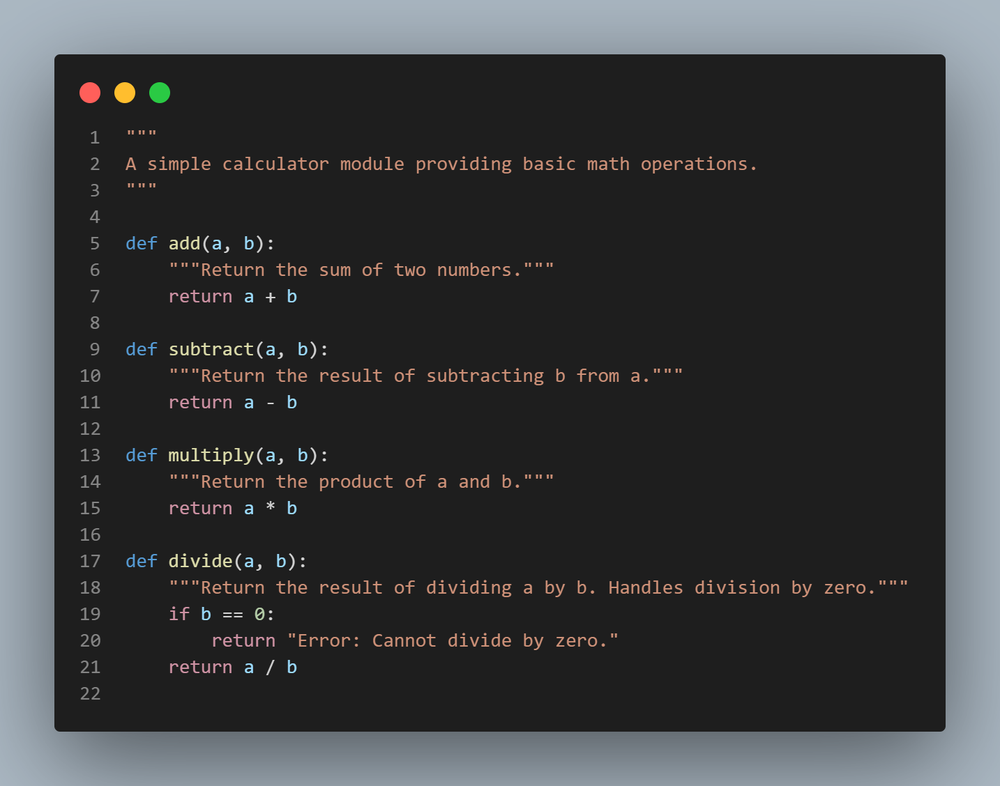 1 """
2 A simple calculator module providing basic math operations.
3 """
4
5 def add(a, b):
6     """Return the sum of two numbers."""
7     return a + b
8
9 def subtract(a, b):
10     """Return the result of subtracting b from a."""
11     return a - b
12
13 def multiply(a, b):
14     """Return the product of a and b."""
15     return a * b
16
17 def divide(a, b):
18     """Return the result of dividing a by b. Handles division by zero."""
19     if b == 0:
20         return "Error: Cannot divide by zero."
21     return a / b
22